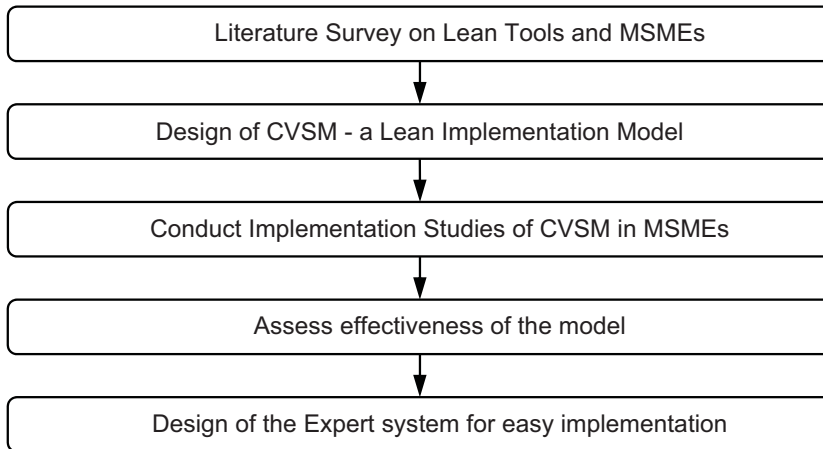 Literature Survey on Lean Tools and MSMEs
Design of CVSM - a Lean Implementation Model
Conduct Implementation Studies of CVSM in MSMEs
Assess effectiveness of the model
Design of the Expert system for easy implementation